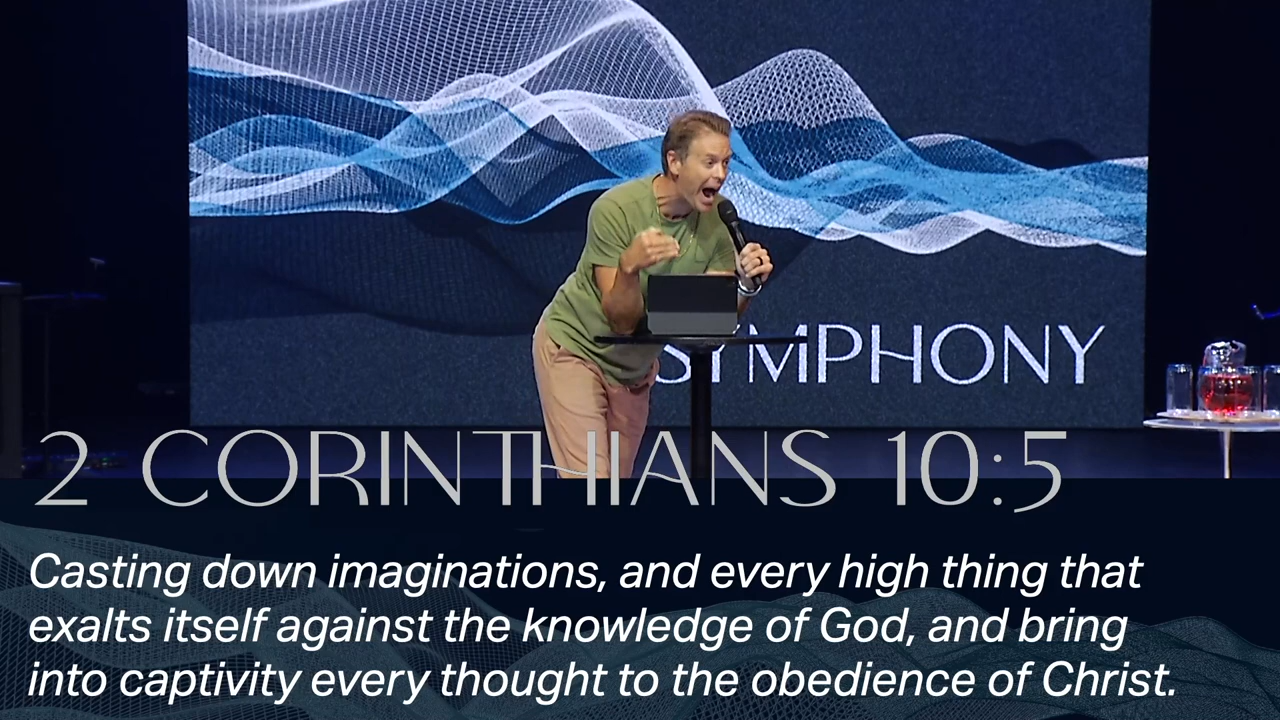 SYMPHONY
2 CORINTHIANS 10:5
Casting down imaginations, and every high thing that
exalts itself against the knowledge of God, and bring
into captivity every thought to the obedience of Christ.